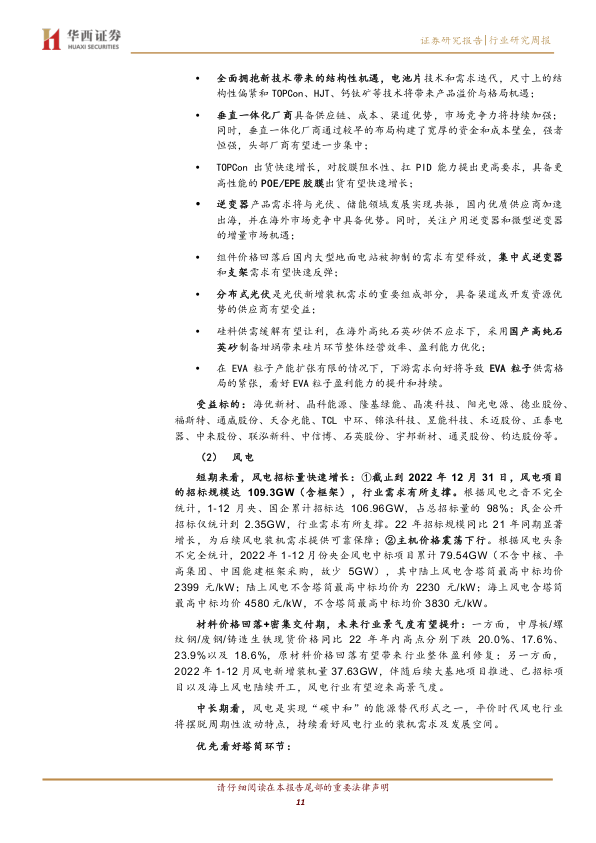 华西证券
HUAXI SECURITIES
证券研究报告|行业研究周报
• 全面拥抱新技术带来的结构性机遇，电池片技术和需求迭代，尺寸上的结
构性偏紧和 TOPCon、HJT、钙钛矿等技术将带来产品溢价与格局机遇；
• 垂直一体化厂商具备供应链、成本、渠道优势，市场竞争力将持续加强；
同时，垂直一体化厂商通过较早的布局构建了宽厚的资金和成本壁垒，强者
恒强，头部厂商有望进一步集中；
• TOPCon 出货快速增长，对胶膜阻水性、扛 PID 能力提出更高要求，具备更
高性能的 POE/EPE 胶膜出货有望快速增长；
• 逆变器产品需求将与光伏、储能领域发展实现共振，国内优质供应商加速
出海，并在海外市场竞争中具备优势。同时，关注户用逆变器和微型逆变器
的增量市场机遇；
• 组件价格回落后国内大型地面电站被抑制的需求有望释放，集中式逆变器
和支架需求有望快速反弹；
• 分布式光伏是光伏新增装机需求的重要组成部分，具备渠道或开发资源优
势的供应商有望受益；
• 硅料供需缓解有望让利，在海外高纯石英砂供不应求下，采用国产高纯石
英砂制备坩埚带来硅片环节整体经营效率、盈利能力优化；
• 在 EVA 粒子产能扩张有限的情况下，下游需求向好将导致 EVA 粒子供需格
局的紧张，看好 EVA 粒子盈利能力的提升和持续。
受益标的：海优新材、晶科能源、隆基绿能、晶澳科技、阳光电源、德业股份、
福斯特、通威股份、天合光能、TCL 中环、锦浪科技、昱能科技、禾迈股份、正泰电
器、中来股份、联泓新科、中信博、石英股份、宇邦新材、通灵股份、钧达股份等。
（2） 风电
短期来看，风电招标量快速增长：①截止到 2022 年 12 月 31 日，风电项目
的招标规模达 109.3GW（含框架），行业需求有所支撑。根据风电之音不完全
统计，1-12 月央、国企累计招标达 106.96GW，占总招标量的 98%；民企公开
招标仅统计到 2.35GW，行业需求有所支撑。22 年招标规模同比 21 年同期显著
增长，为后续风电装机需求提供可靠保障；②主机价格震荡下行。根据风电头条
不完全统计，2022 年 1-12 月份央企风电中标项目累计 79.54GW（不含中核、平
高集团、中国能建框架采购，故少 5GW），其中陆上风电含塔筒最高中标均价
2399 元/kW；陆上风电不含塔筒最高中标均价为 2230 元/kW；海上风电含塔筒
最高中标均价 4580 元/kW，不含塔筒最高中标均价 3830 元/kW。
材料价格回落+密集交付期，未来行业景气度有望提升：一方面，中厚板/螺
纹钢/废钢/铸造生铁现货价格同比 22 年年内高点分别下跌 20.0%、17.6%、
23.9%以及 18.6%，原材料价格回落有望带来行业整体盈利修复；另一方面，
2022 年 1-12 月风电新增装机量 37.63GW，伴随后续大基地项目推进、已招标项
目以及海上风电陆续开工，风电行业有望迎来高景气度。
中长期看，风电是实现“碳中和”的能源替代形式之一，平价时代风电行业
将摆脱周期性波动特点，持续看好风电行业的装机需求及发展空间。
优先看好塔筒环节：
请仔细阅读在本报告尾部的重要法律声明
11